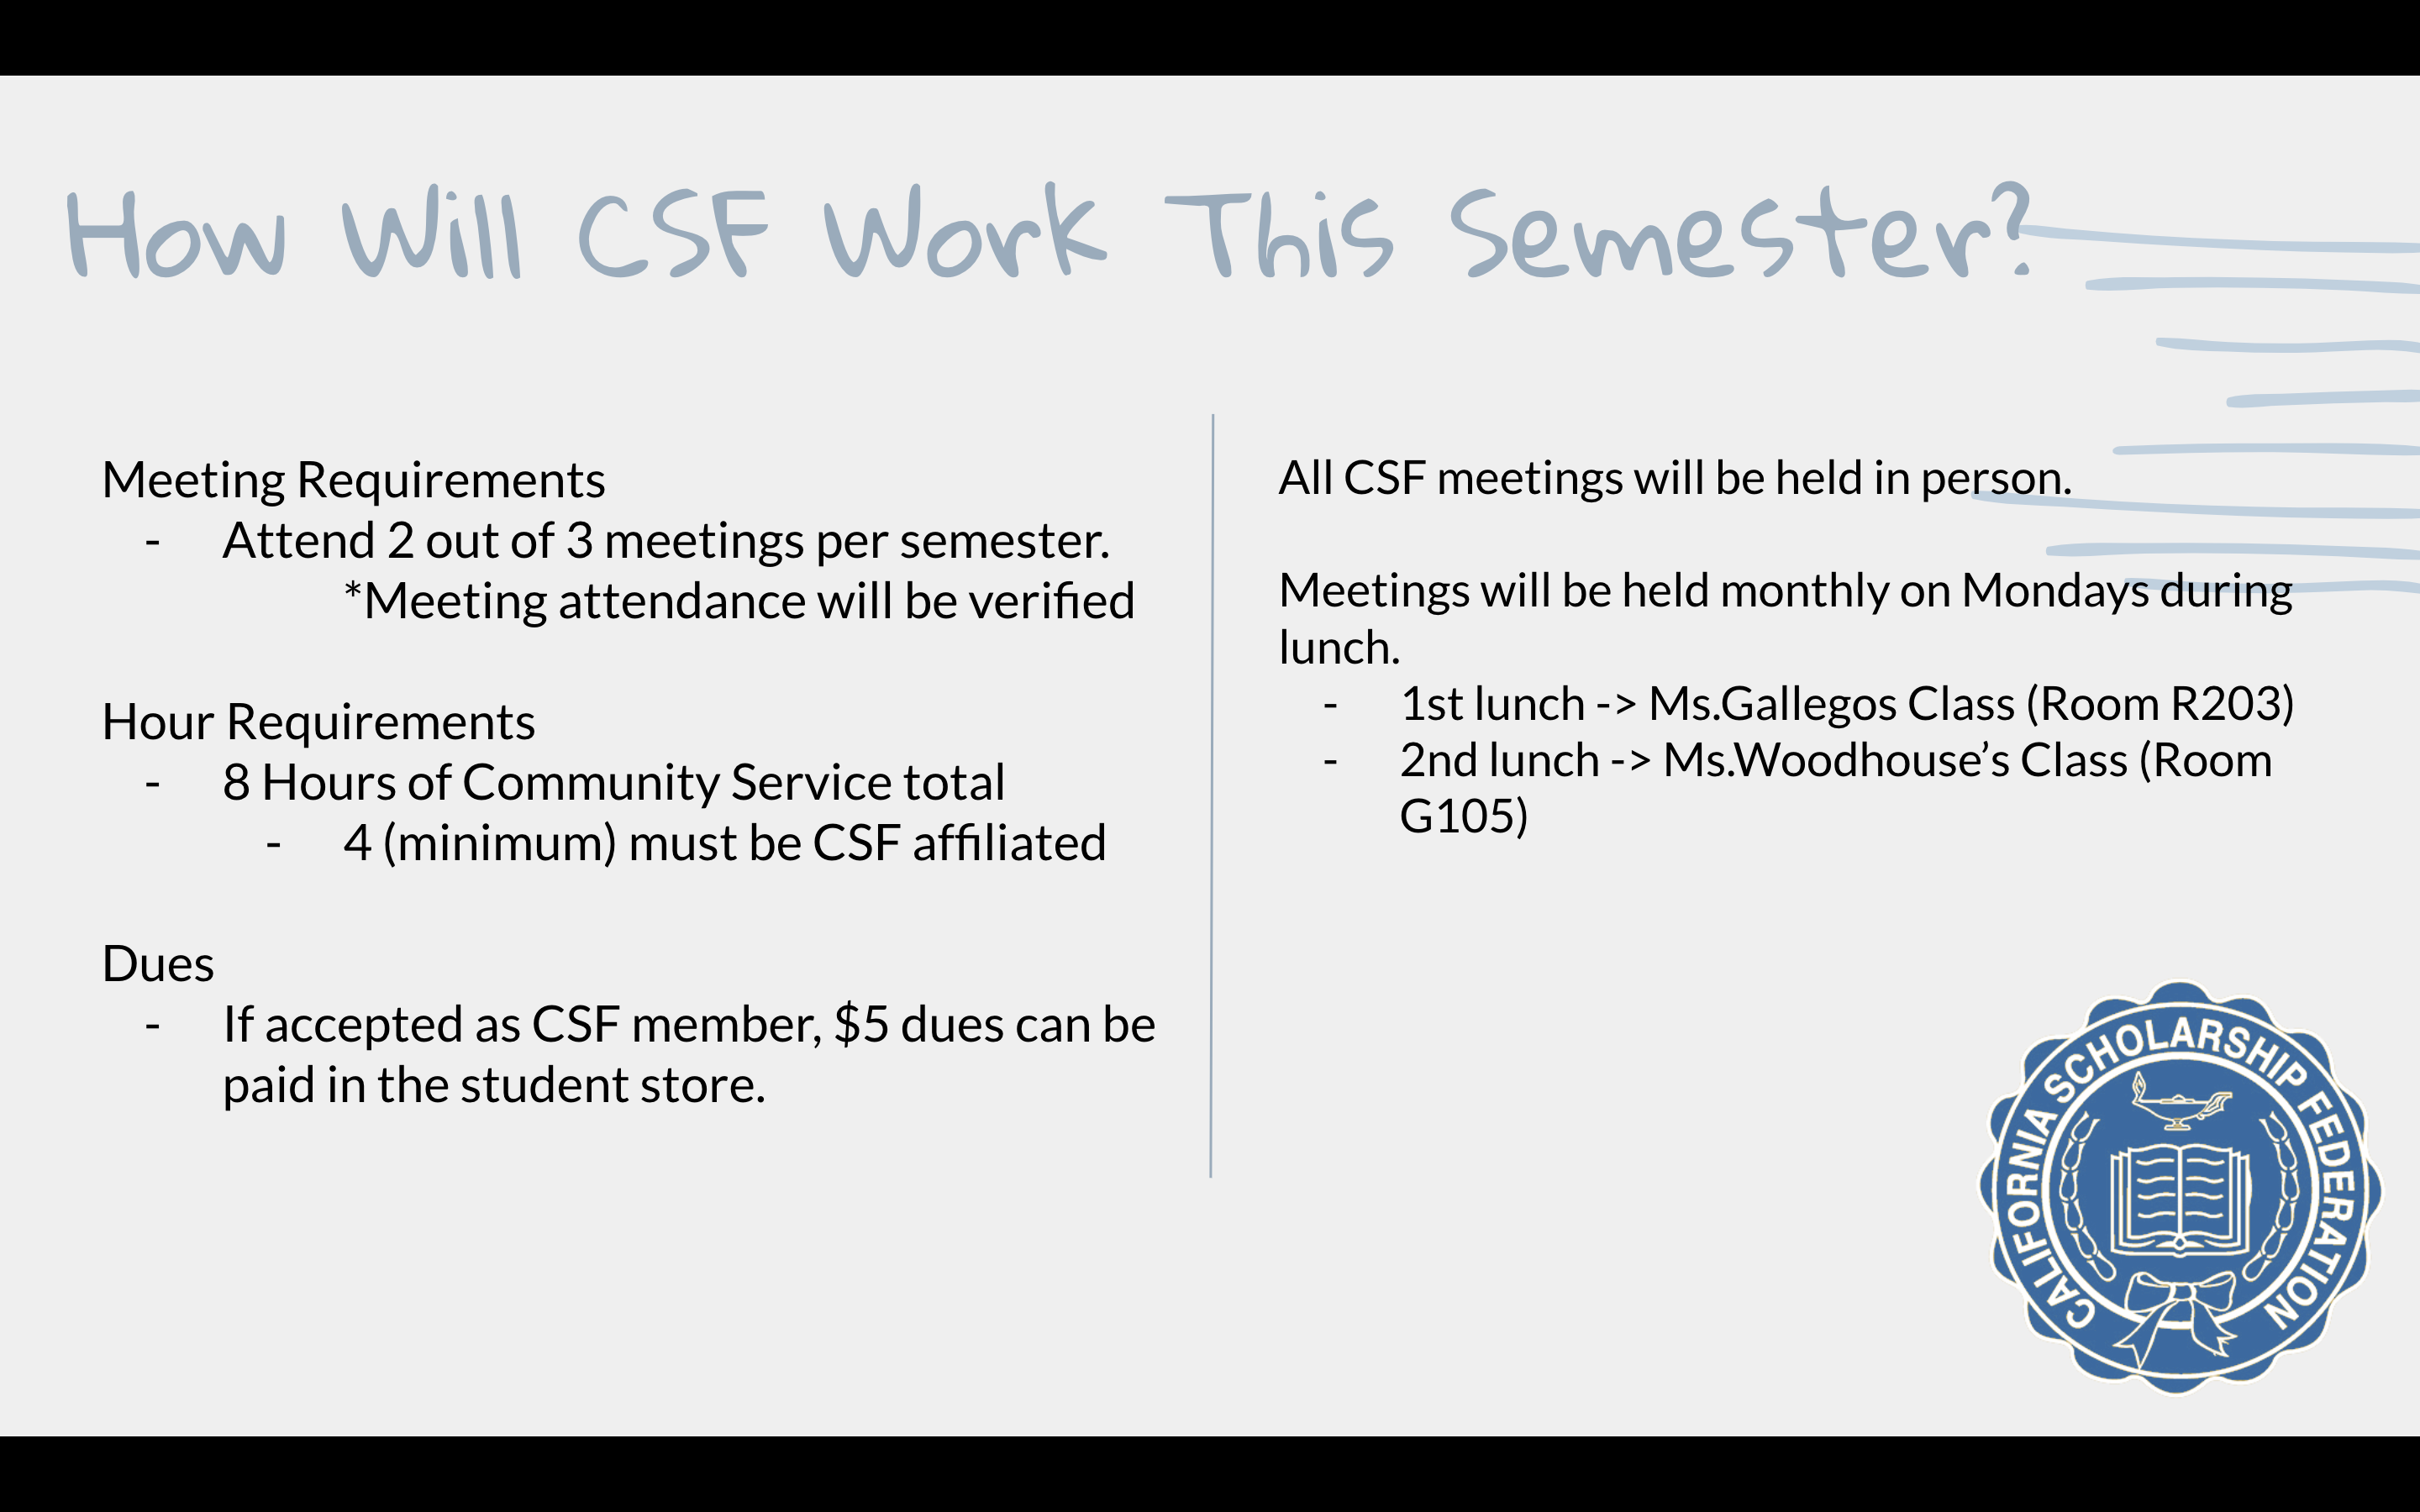 How Will CSF Work This Semester?
Meeting Requirements
- Attend 2 out of 3 meetings per semester.
*Meeting attendance will be verified
Hour Requirements
- 8 Hours of Community Service total
- 4 (minimum) must be CSF affiliated
Dues
- If accepted as CSF member, $5 dues can be
paid in the student store.
All CSF meetings will be held in person.
Meetings will be held monthly on Mondays during
lunch.
- 1st lunch -> Ms.Gallegos Class (Room R203)
- 2nd lunch -> Ms.Woodhouse’s Class (Room
G105)
CALIFORNIA SCHOLARSHIP FEDERATION